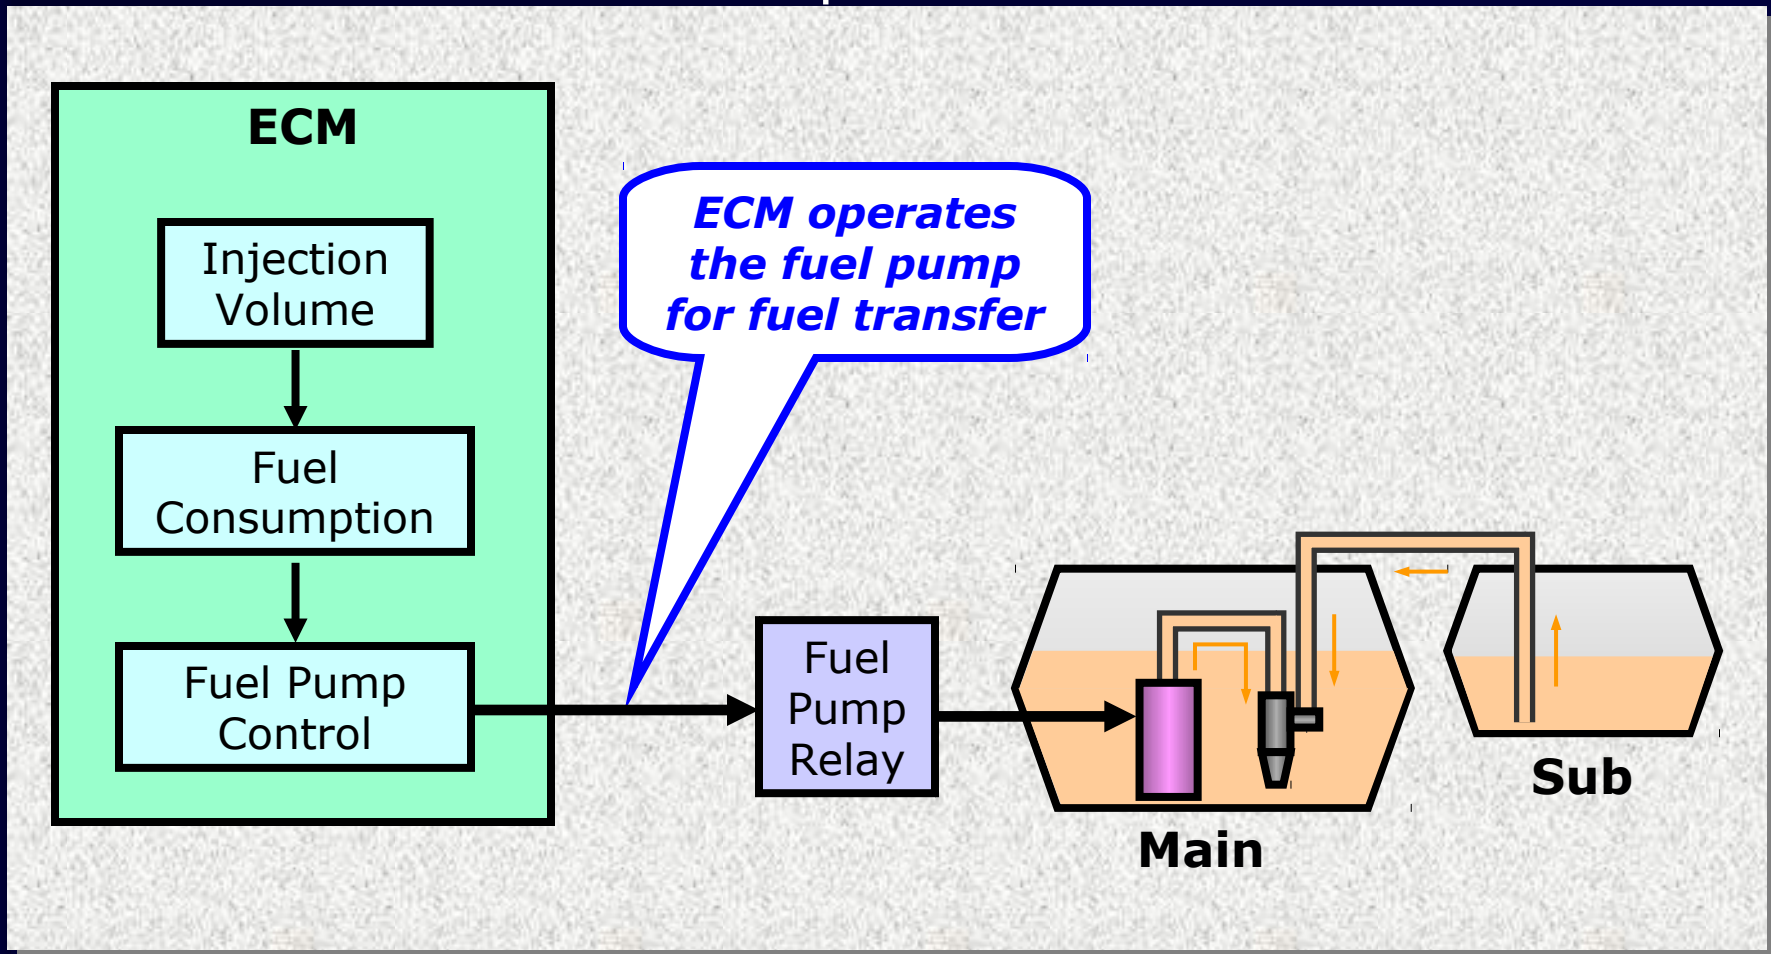 ECM
Injection
Volume
Fuel
Consumption
Fuel Pump
Control
ECM operates
the fuel pump
for fuel transfer
Fuel
Pump
Relay
Main
Sub